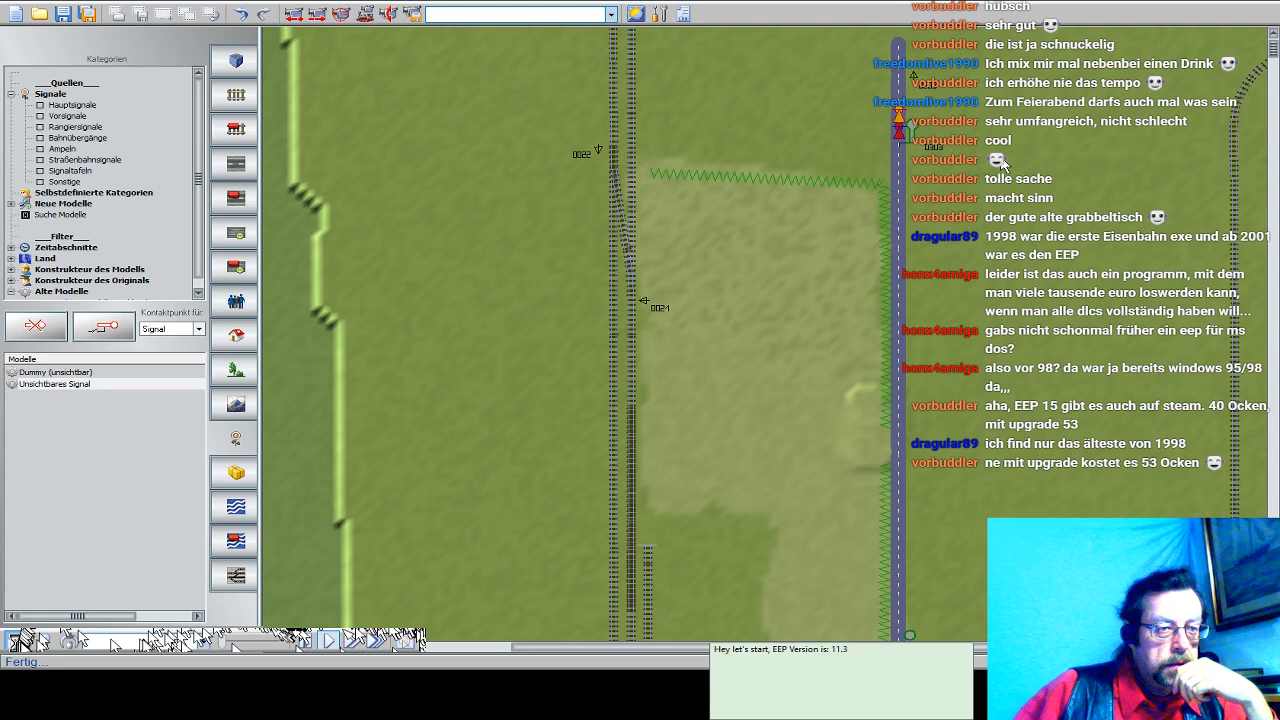 Kategorien
Quellen___
Signale
Hauptsignale
Vorsignale
Rangiersignale
Bahnübergänge
Ampeln
Straßenbahnsignale
Signaltafeln
Sonstige
Selbstdefinierte Kategorien
Neue Modelle
Suche Modelle
__Filter___
Zeitabschnitte
Land
Konstrukteure des Modells
Konstrukteure des Originals
Alte Modelle
Kontaktpunkt für:
Signal
Modelle
Dummy (unsichtbar)
Unsichtbares Signal
Fertig...
0022
0021
0303
Hey let's start, EEP Version is: 11.3
vorbuddler hübsch
vorbuddler sehr gut
vorbuddler die ist ja schnuckelig
freedomlive1990 Ich mix mir mal nebenbei einen Drink
vorbuddler ich erhöhe nie das tempo
freedomlive1990 Zum Feierabend darfs auch mal was sein
vorbuddler sehr umfangreich, nicht schlecht
vorbuddler cool
vorbuddler
vorbuddler tolle sache
vorbuddler macht sinn
vorbuddler der gute alte grabbeltisch
dragular89 1998 war die erste Eisenbahn exe und ab 2001
war es den EEP
honx4amiga leider ist das auch ein programm, mit dem
man viele tausende euro loswerden kann,
wenn man alle dlcs vollständig haben will...
honx4amiga gabs nicht schonmal früher ein eep für ms
dos?
honx4amiga also vor 98? da war ja bereits windows 95/98
da,,,
vorbuddler aha, EEP 15 gibt es auch auf steam. 40 Ocken,
mit upgrade 53
dragular89 ich find nur das älteste von 1998
vorbuddler ne mit upgrade kostet es 53 Ocken